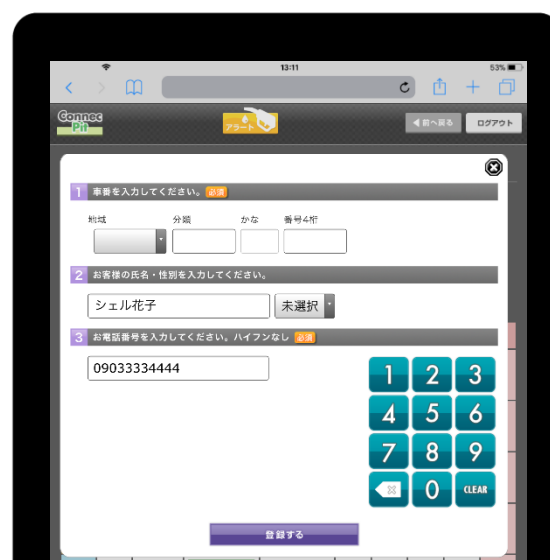 13:11
53%
Connec
Pit
アラート
前へ戻る
ログアウト
1 車番を入力してください。 必須
地域 分類 かな 番号4桁
2 お客様の氏名・性別を入力してください。
シェル花子 未選択
3 お電話番号を入力してください。ハイフンなし 必須
09033334444
1 2 3
4 5 6
7 8 9
0 CLEAR
登録する